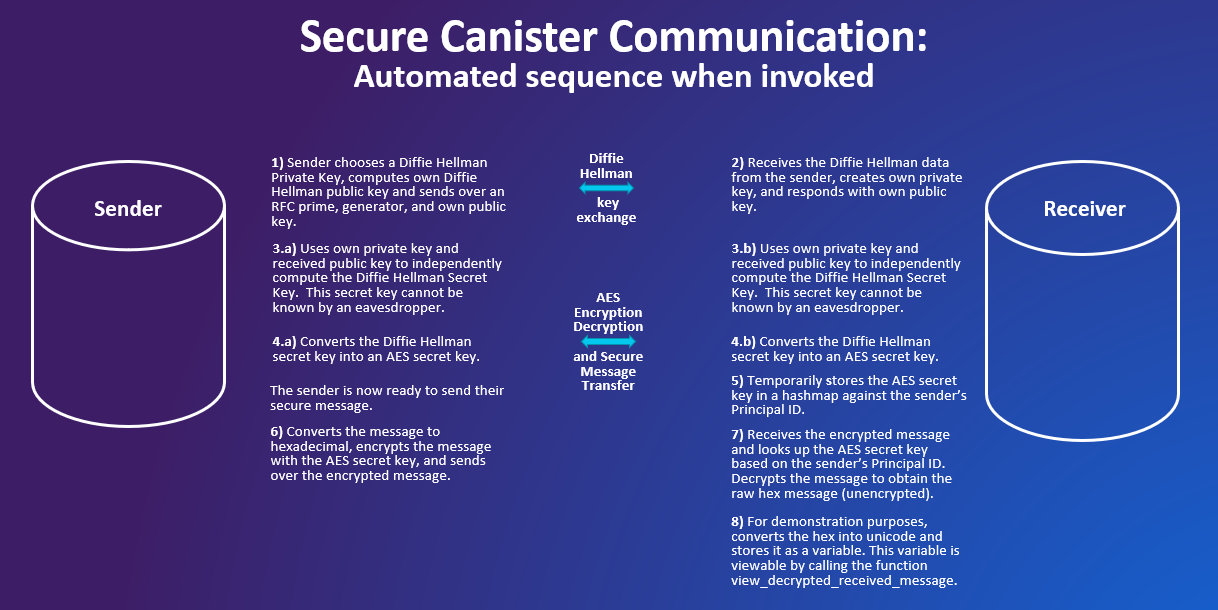 Secure Canister Communication:
Automated sequence when invoked
Sender
1) Sender chooses a Diffie Hellman
Private Key, computes own Diffie
Hellman public key and sends over an
RFC prime, generator, and own public
key.
Diffie
Hellman
key
exchange
2) Receives the Diffie Hellman data
from the sender, creates own private
key, and responds with own public
key.
Receiver
3.a) Uses own private key and
received public key to independently
compute the Diffie Hellman Secret
Key.  This secret key cannot be
known by an eavesdropper.
3.b) Uses own private key and
received public key to independently
compute the Diffie Hellman Secret
Key.  This secret key cannot be
known by an eavesdropper.
AES
Encryption
Decryption
and Secure
Message
Transfer
4.a) Converts the Diffie Hellman
secret key into an AES secret key.
4.b) Converts the Diffie Hellman
secret key into an AES secret key.
The sender is now ready to send their
secure message.
5) Temporarily stores the AES secret
key in a hashmap against the sender’s
Principal ID.
6) Converts the message to
hexadecimal, encrypts the message
with the AES secret key, and sends
over the encrypted message.
7) Receives the encrypted message
and looks up the AES secret key
based on the sender’s Principal ID.
Decrypts the message to obtain the
raw hex message (unencrypted).
8) For demonstration purposes,
converts the hex into unicode and
stores it as a variable. This variable is
viewable by calling the function
view_decrypted_received_message.